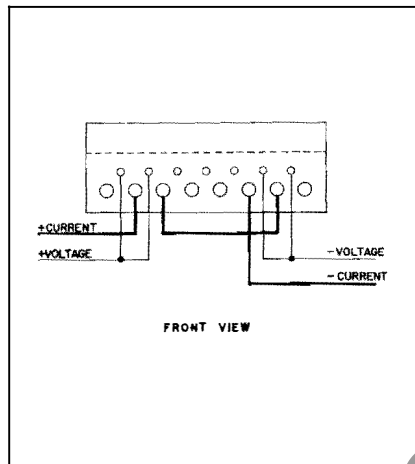 +CURRENT
+VOLTAGE
-VOLTAGE
- CURRENT
FRONT VIEW